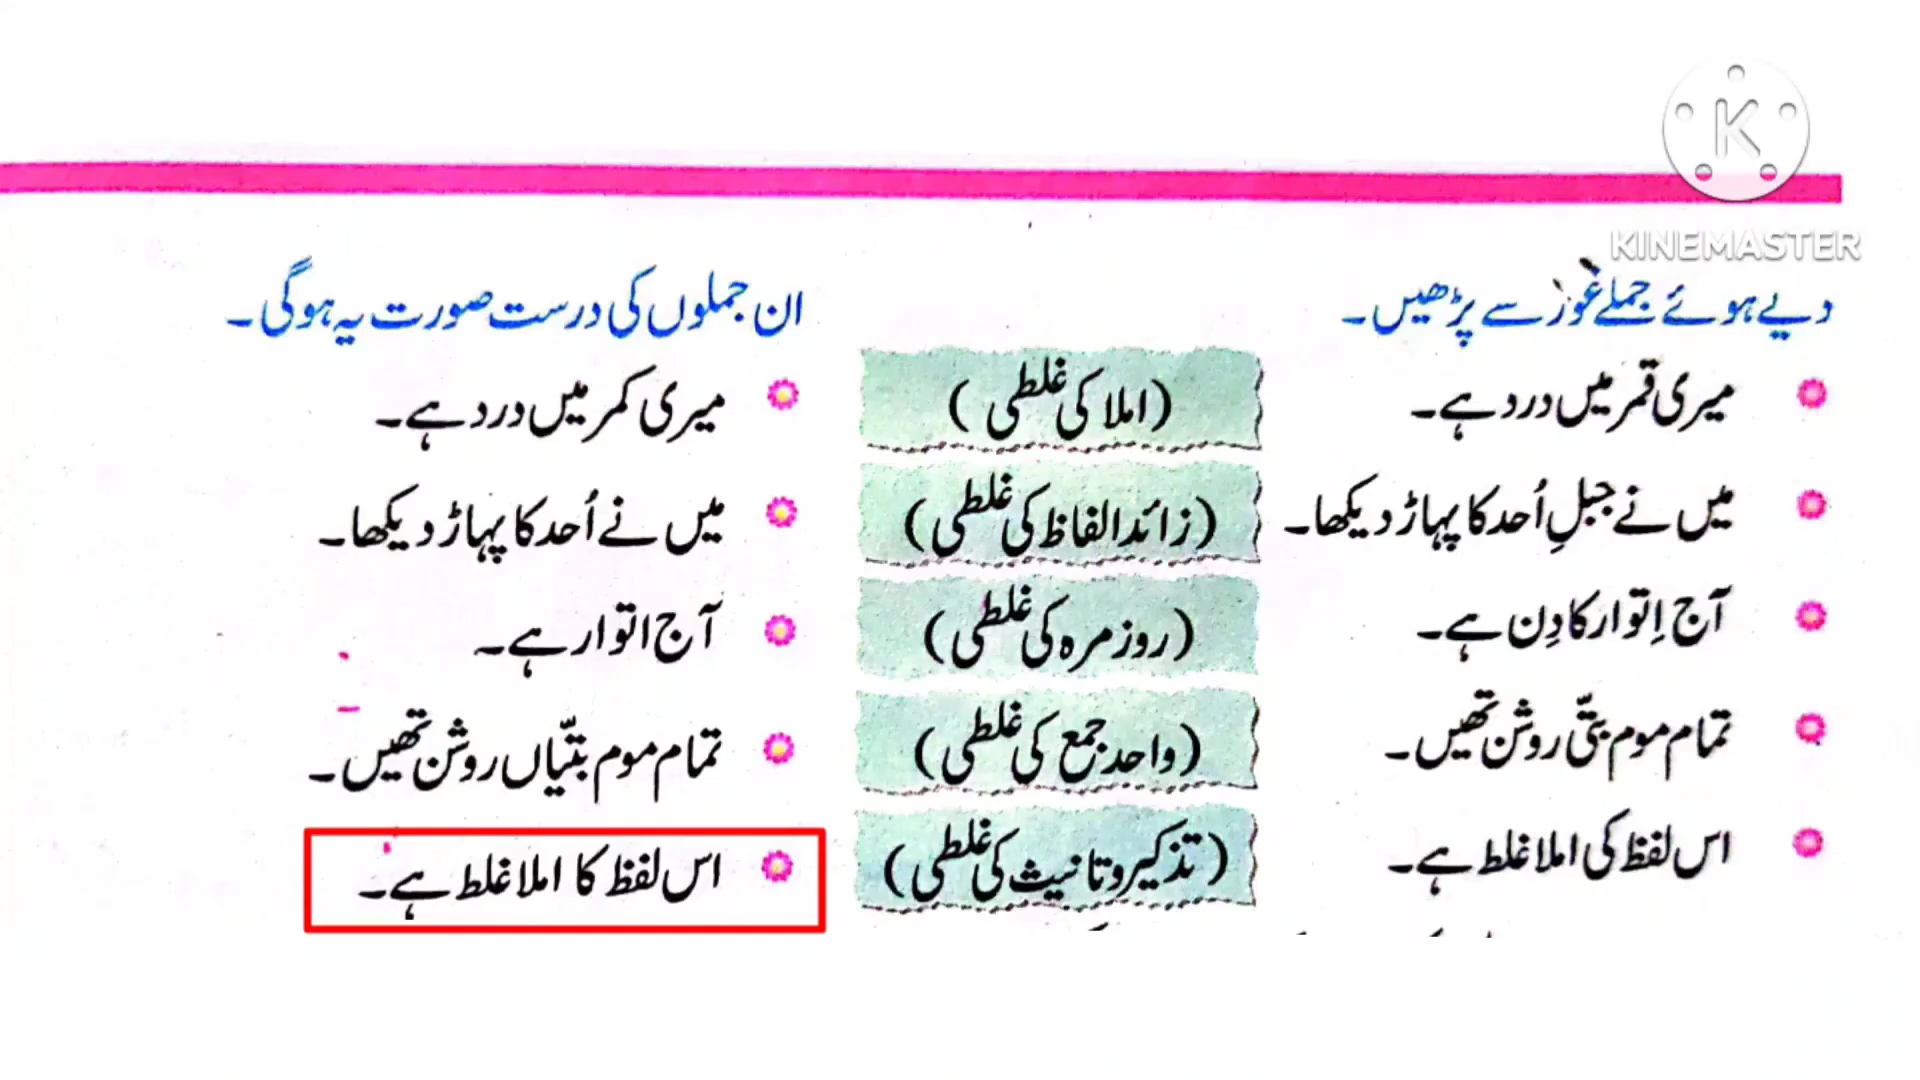 KINEMASTER
دیے ہوئے جملے غور سے پڑھیں۔
ان جملوں کی درست صورت یہ ہوگی۔
میری قمر میں درد ہے۔
(املا کی غلطی)
میری کمر میں درد ہے۔
میں نے جبلِ اُحد کا پہاڑ دیکھا۔
(زائد الفاظ کی غلطی)
میں نے اُحد کا پہاڑ دیکھا۔
آج اِتوار کا دِن ہے۔
(روزمرہ کی غلطی)
آج اتوار ہے۔
تمام موم بتّی روشن تھیں۔
(واحد جمع کی غلطی)
تمام موم بتّیاں روشن تھیں۔
اس لفظ کی املا غلط ہے۔
(تذکیر و تانیث کی غلطی)
اس لفظ کا املا غلط ہے۔